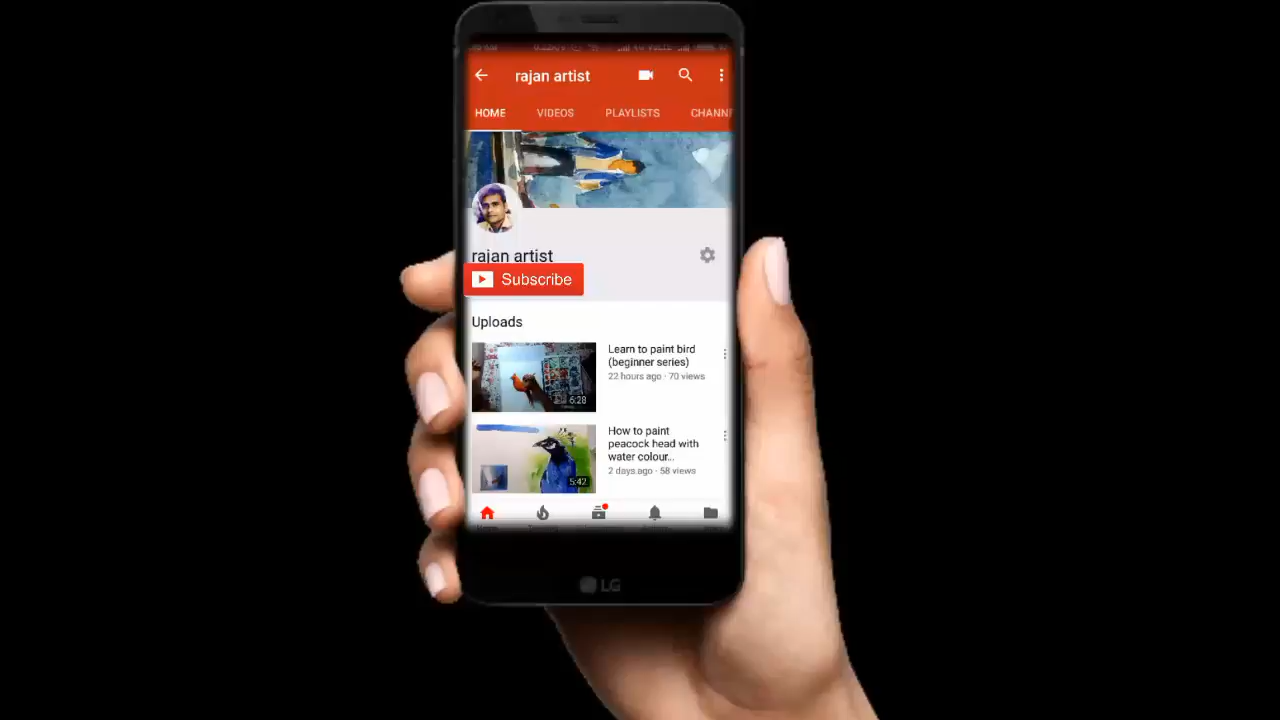 rajan artist
HOME VIDEOS PLAYLISTS CHANN
rajan artist
Subscribe
Uploads
Learn to paint bird
(beginner series)
22 hours ago · 70 views
6:28
How to paint
peacock head with
water colour...
2 days ago · 58 views
5:42
LG